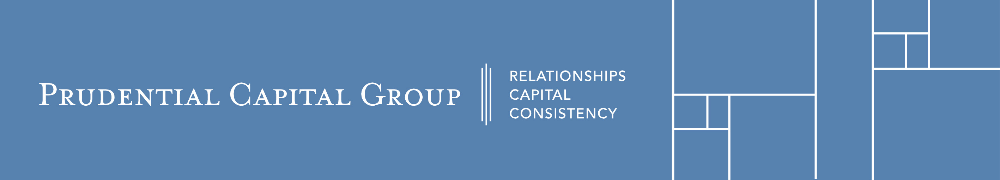 PRUDENTIAL CAPITAL GROUP
RELATIONSHIPS
CAPITAL
CONSISTENCY